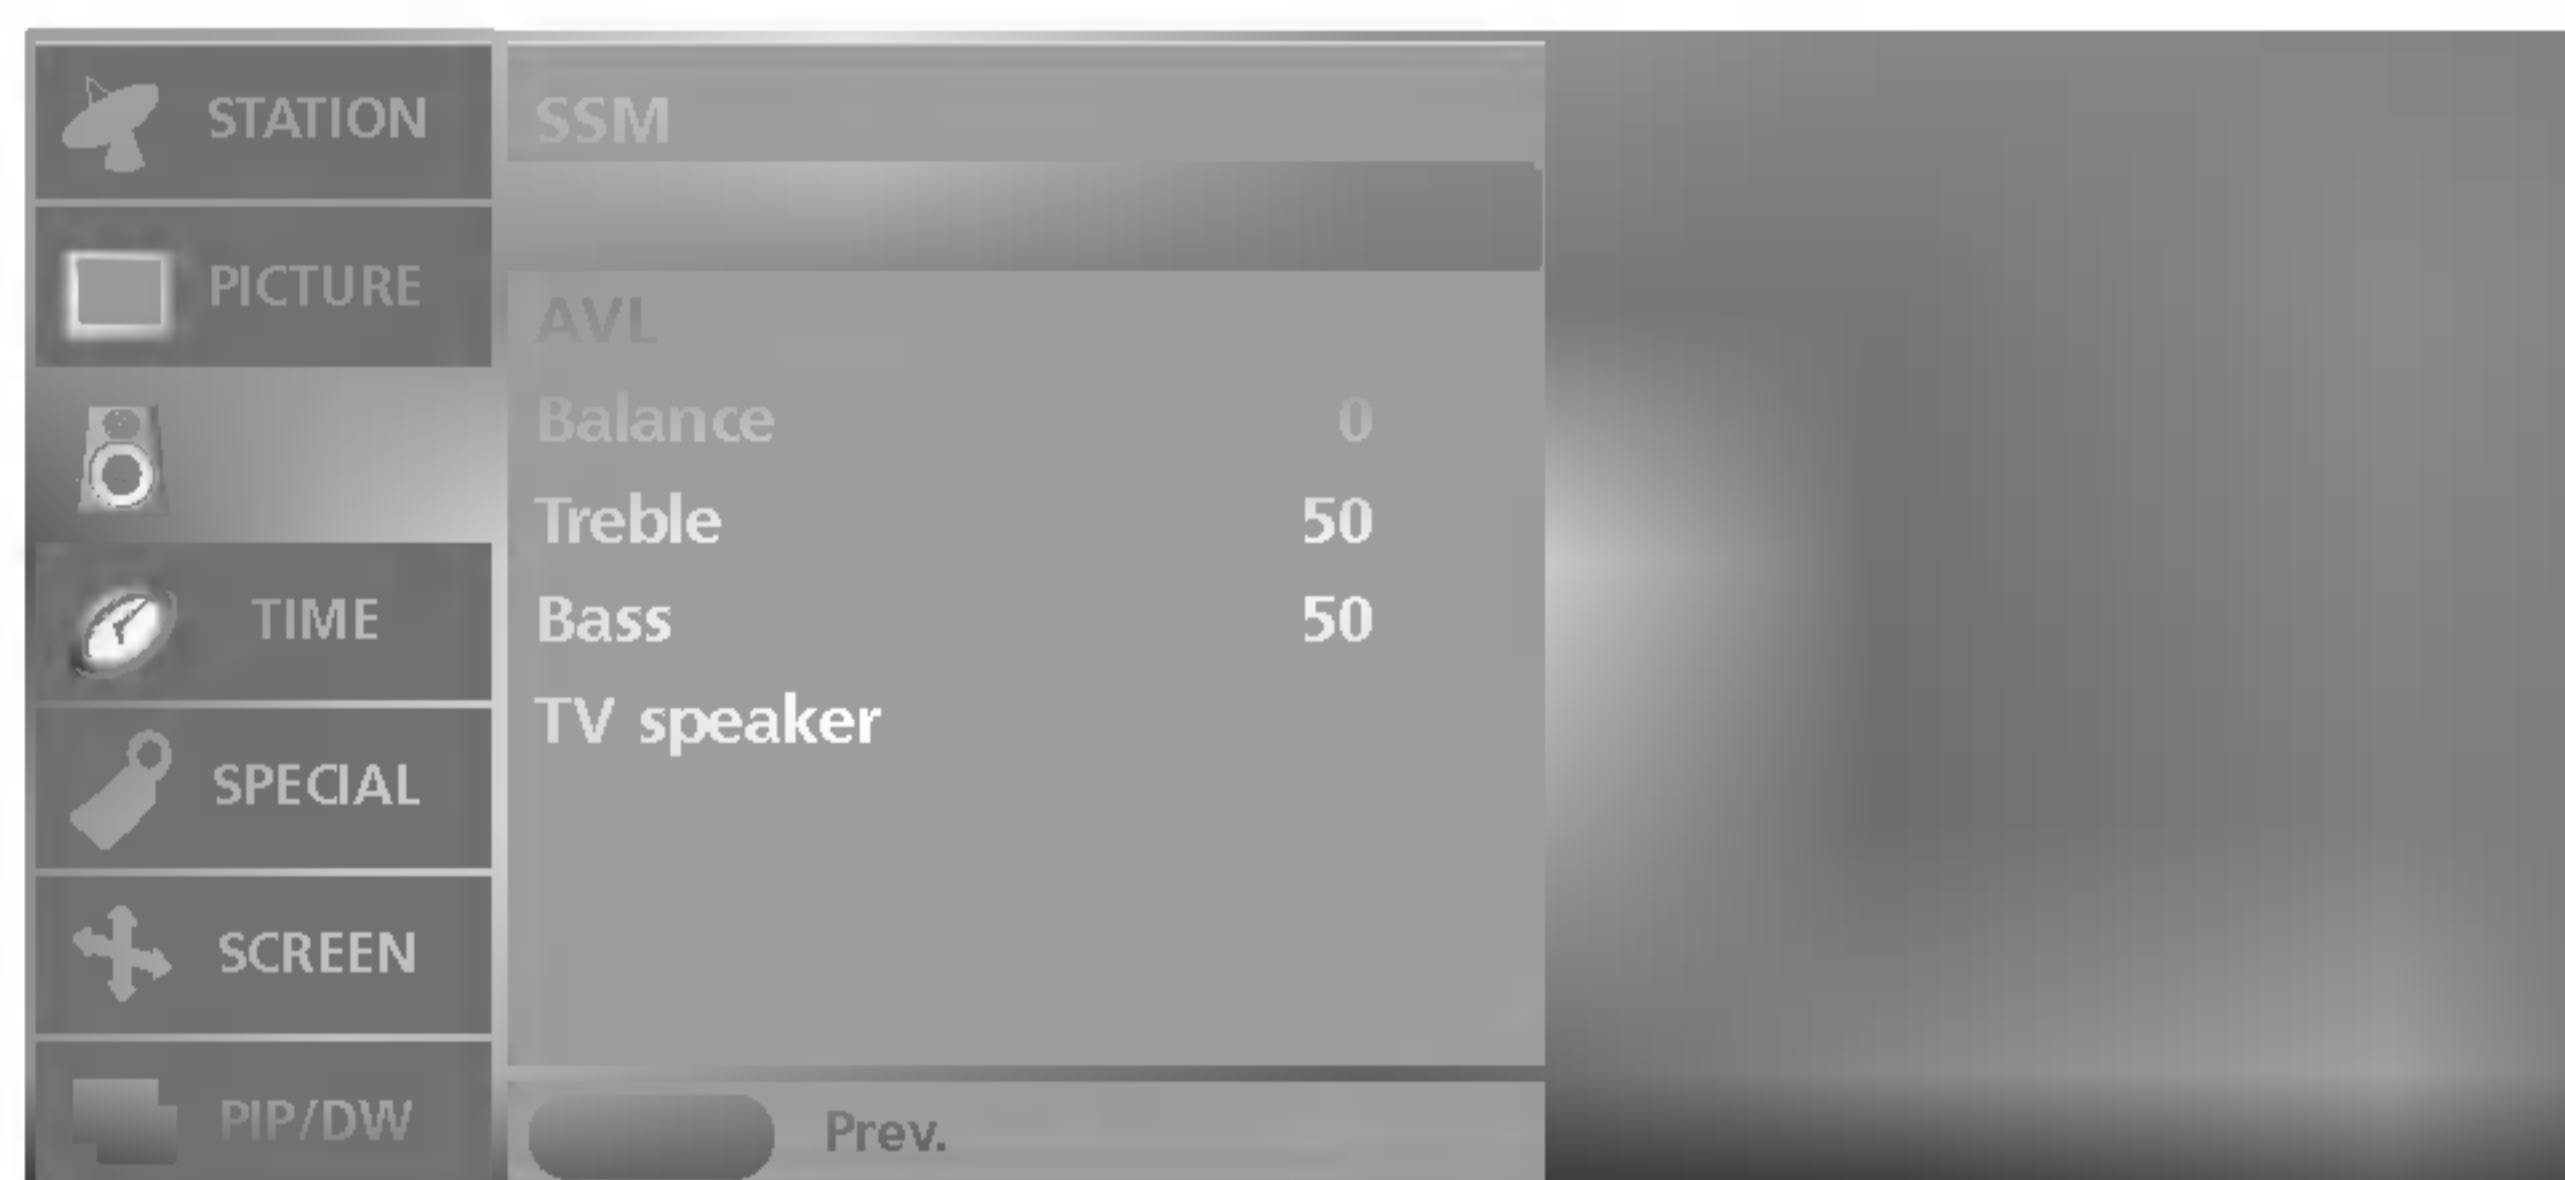 STATION
PICTURE
TIME
SPECIAL
SCREEN
PIP/DW
SSM
AVL
Balance 0
Treble 50
Bass 50
TV speaker
Prev.